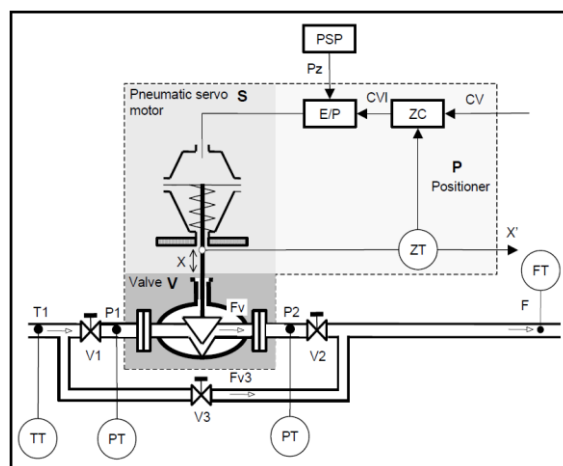 PSP
Pz
Pneumatic servo S
motor
CVI
CV
E/P
ZC
P
Positioner
X'
ZT
X
FT
Valve V
T1
P1
Fv
P2
F
V1
V2
Fv3
V3
TT
PT
PT